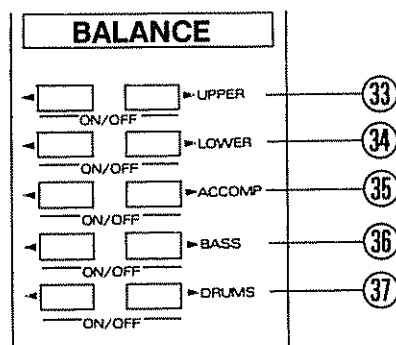 BALANCE
UPPER 33
ON/OFF
LOWER 34
ON/OFF
ACCOMP 35
ON/OFF
BASS 36
ON/OFF
DRUMS 37
ON/OFF